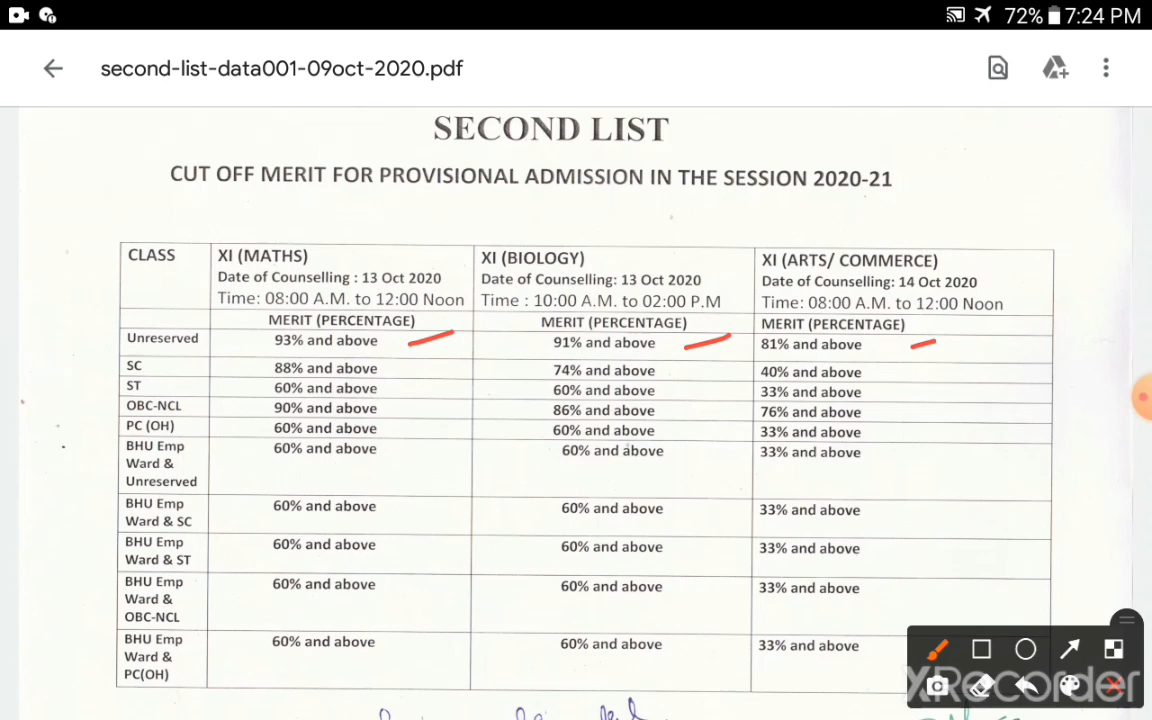 72% 7:24 PM
second-list-data001-09oct-2020.pdf
SECOND LIST
CUT OFF MERIT FOR PROVISIONAL ADMISSION IN THE SESSION 2020-21
CLASS XI (MATHS) XI (BIOLOGY) XI (ARTS/ COMMERCE)
Date of Counselling : 13 Oct 2020 Date of Counselling: 13 Oct 2020 Date of Counselling: 14 Oct 2020
Time: 08:00 A.M. to 12:00 Noon Time : 10:00 A.M. to 02:00 P.M Time: 08:00 A.M. to 12:00 Noon
MERIT (PERCENTAGE) MERIT (PERCENTAGE) MERIT (PERCENTAGE)
Unreserved 93% and above 91% and above 81% and above
SC 88% and above 74% and above 40% and above
ST 60% and above 60% and above 33% and above
OBC-NCL 90% and above 86% and above 76% and above
PC (OH) 60% and above 60% and above 33% and above
BHU Emp 60% and above 60% and above 33% and above
Ward &
Unreserved
BHU Emp 60% and above 60% and above 33% and above
Ward & SC
BHU Emp 60% and above 60% and above 33% and above
Ward & ST
BHU Emp 60% and above 60% and above 33% and above
Ward &
OBC-NCL
BHU Emp 60% and above 60% and above 33% and above
Ward &
PC(OH)
XRecorder